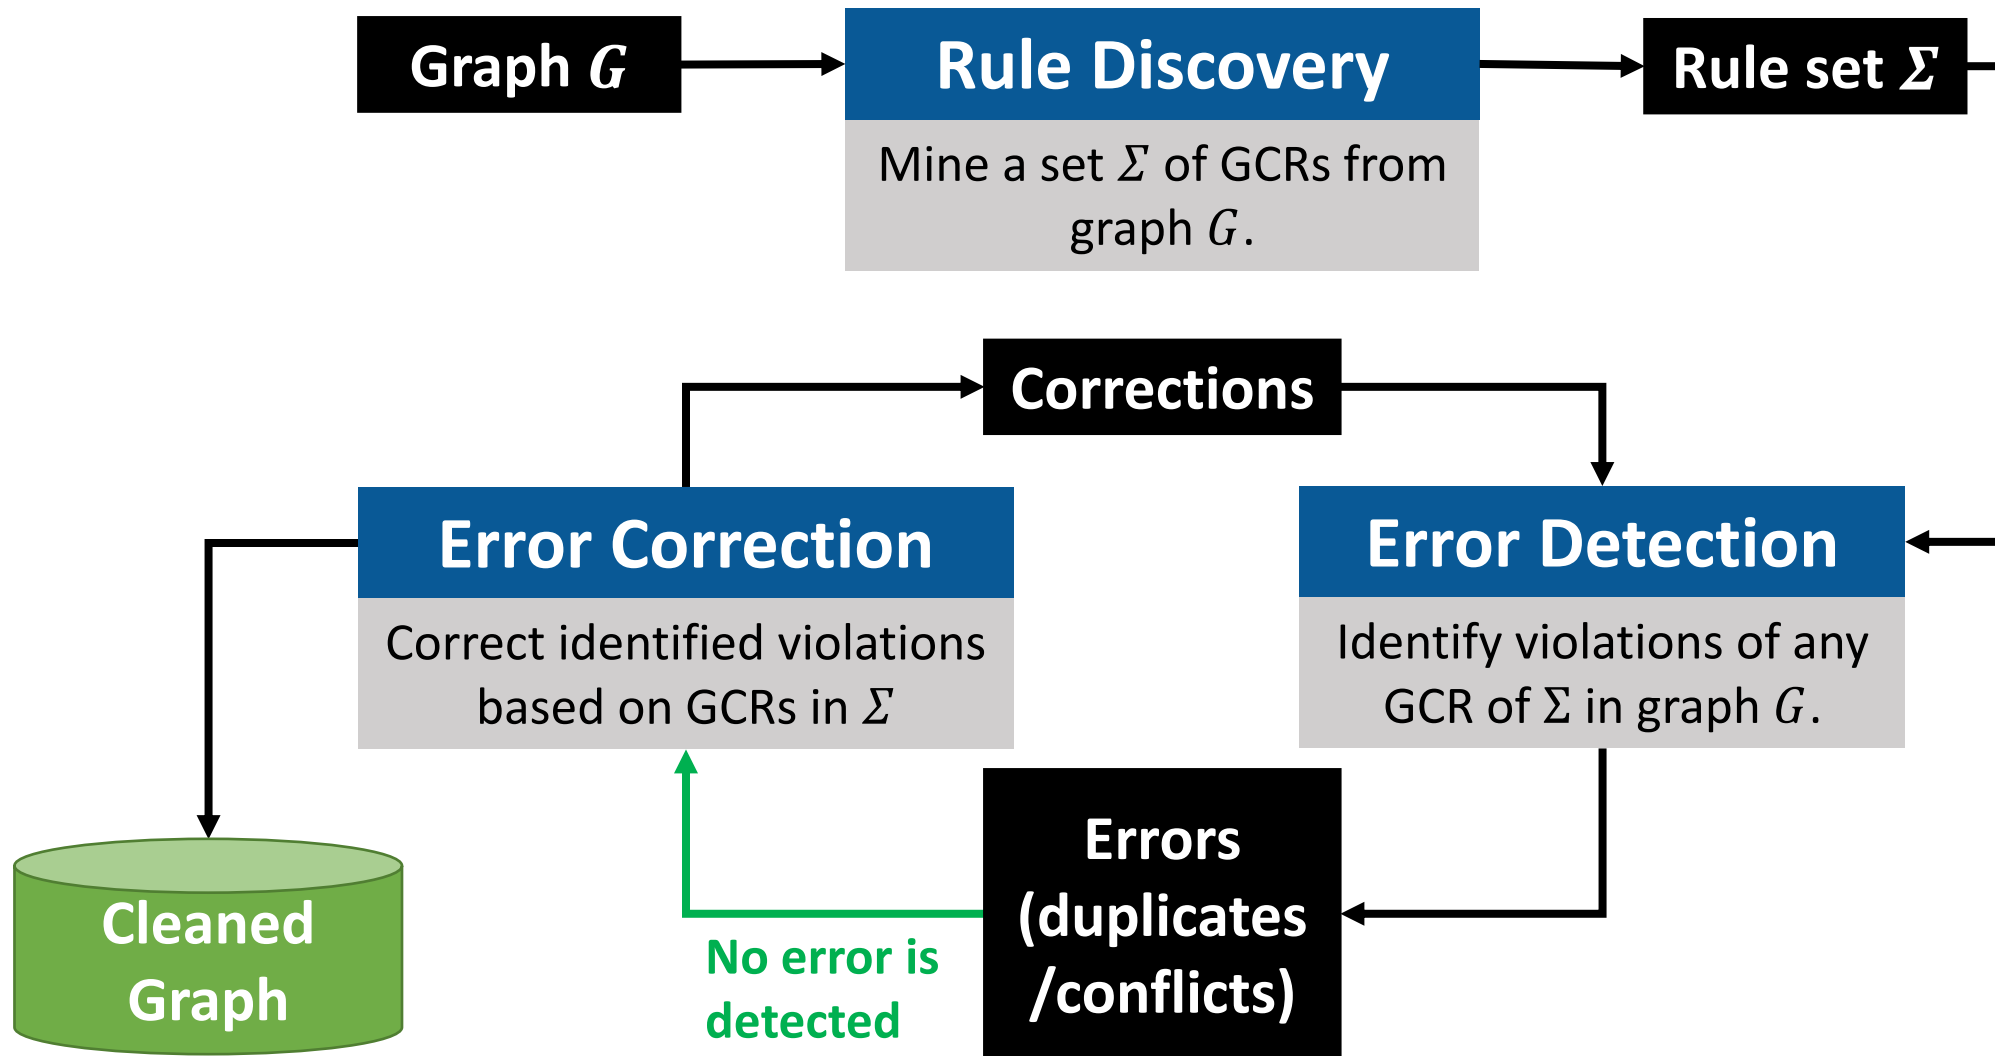 Graph 𝑮
Rule Discovery
Rule set 𝜮
Mine a set 𝛴 of GCRs from
graph 𝐺.
Corrections
Error Correction
Correct identified violations
based on GCRs in 𝛴
Error Detection
Identify violations of any
GCR of Σ in graph 𝐺.
Errors
(duplicates
/conflicts)
No error is
detected
Cleaned
Graph